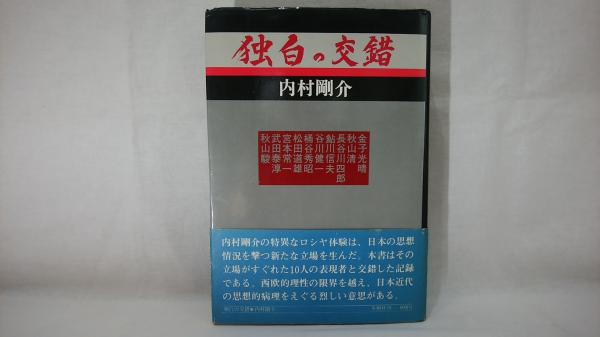 独白の交錯
内村剛介
金子光晴
秋山清
長谷川四郎
鮎川信夫
谷川健一
桶谷秀昭
松田道雄
宮本常一
武田泰淳
秋山駿
内村剛介の特異なロシヤ体験は、日本の思想
情況を撃つ新たな立場を生んだ。本書はその
立場がすぐれた10人の表現者と交錯した記録
である。西欧的理性の限界を越え、日本近代
の思想的病理をえぐる烈しい意思がある。